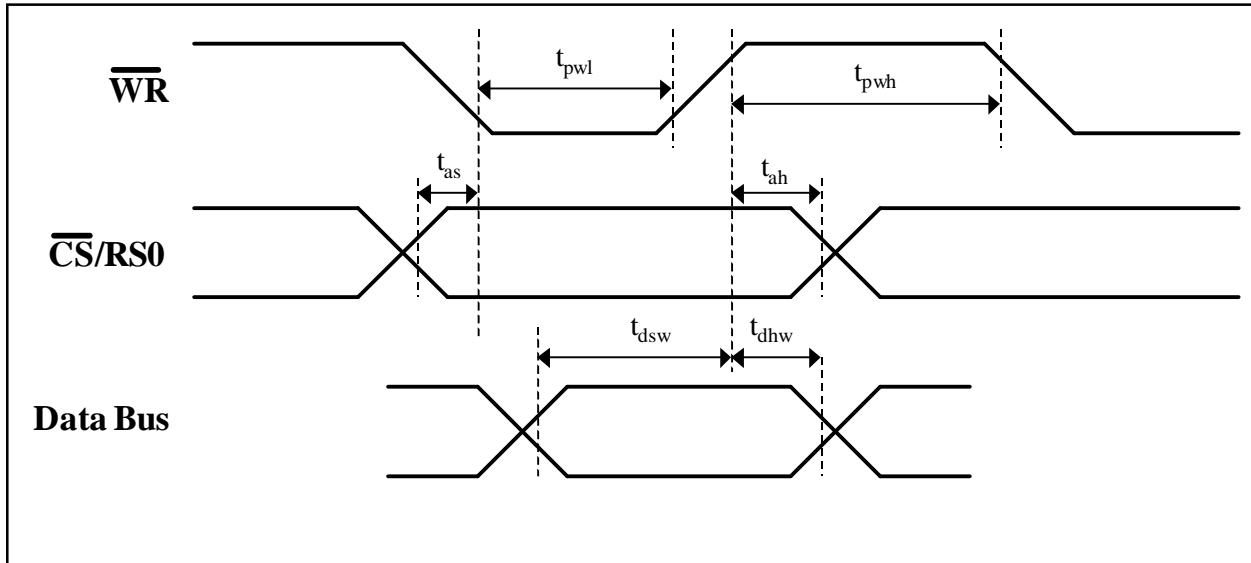 t_pwl
WR
t_pwh
t_as
t_ah
CS/RS0
t_dsw
t_dhw
Data Bus